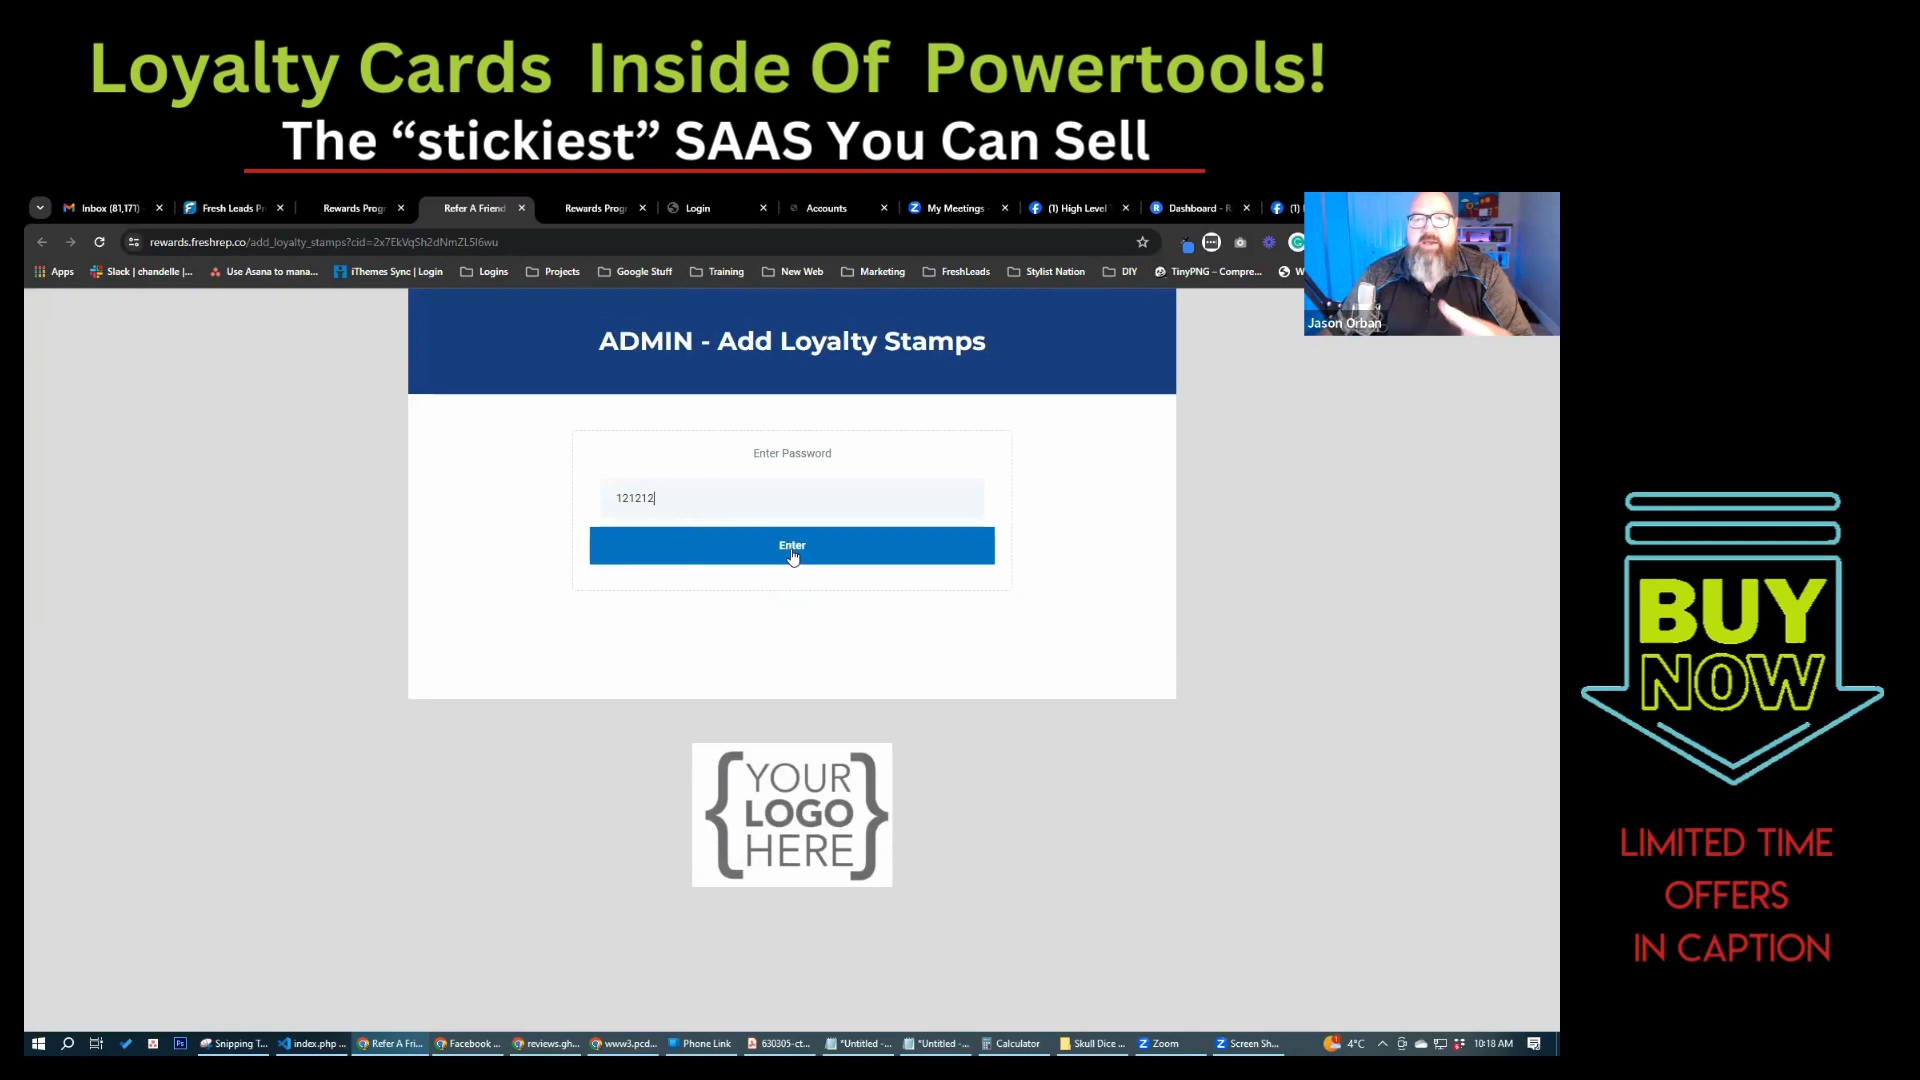 Loyalty Cards Inside Of Powertools!
The “stickiest” SAAS You Can Sell
Inbox (81,171)
Fresh Leads P
Rewards Prog
Refer A Friend
Rewards Prog
Login
Accounts
My Meetings -
(1) High Level
Dashboard - R
(1)
rewards.freshrep.co/add_loyalty_stamps?cid=2x7EkVqSh2dNmZL5I6wu
Apps
Slack | chandelle |...
Use Asana to mana...
iThemes Sync | Login
Logins
Projects
Google Stuff
Training
New Web
Marketing
FreshLeads
Stylist Nation
DIY
TinyPNG – Compre...
W
Jason Orban
ADMIN - Add Loyalty Stamps
Enter Password
121212
Enter
{YOUR
LOGO
HERE}
BUY
NOW
LIMITED TIME
OFFERS
IN CAPTION
Ps
Snipping T...
index.php ...
Refer A Fri...
Facebook ...
reviews.gh...
www3.pcd...
Phone Link
630305-ct...
*Untitled -...
*Untitled -...
Calculator
Skull Dice ...
Zoom
Screen Sh...
4°C
10:18 AM